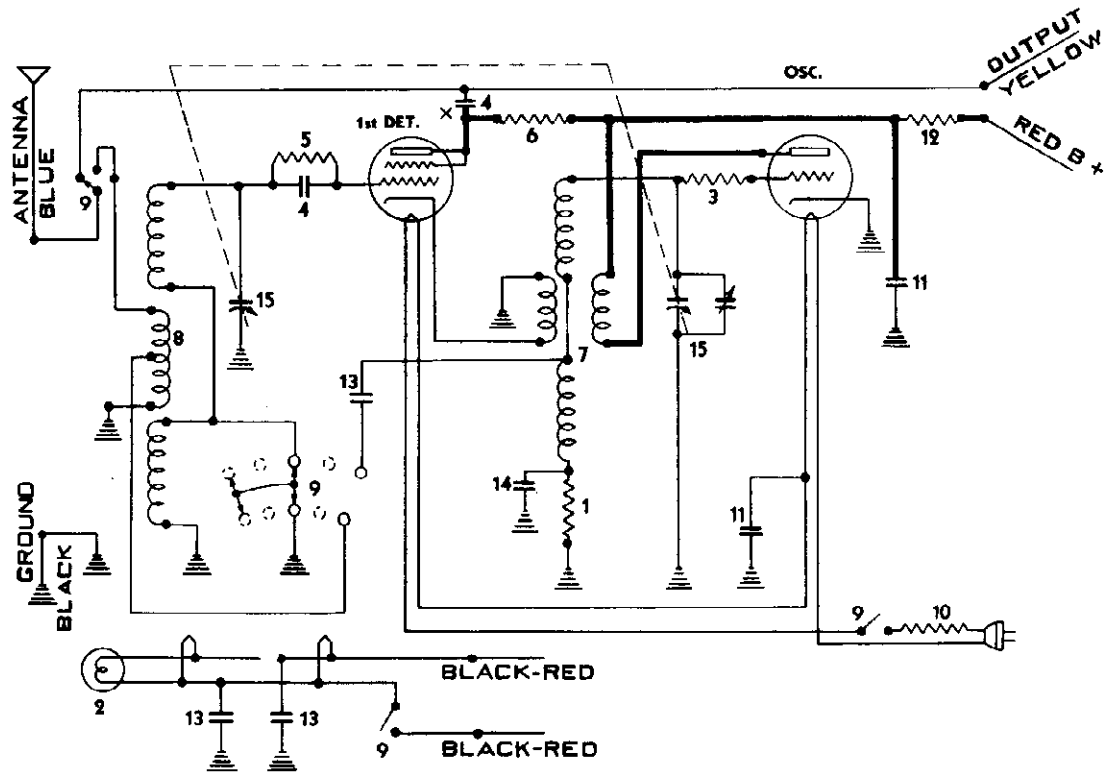 OUTPUT
YELLOW
OSC.
RED B+
4
X
1st DET.
5
6
12
ANTENNA
BLUE
9
4
3
15
11
8
15
7
13
9
14
1
11
GROUND
BLACK
9
10
BLACK-RED
2
13
13
9
BLACK-RED